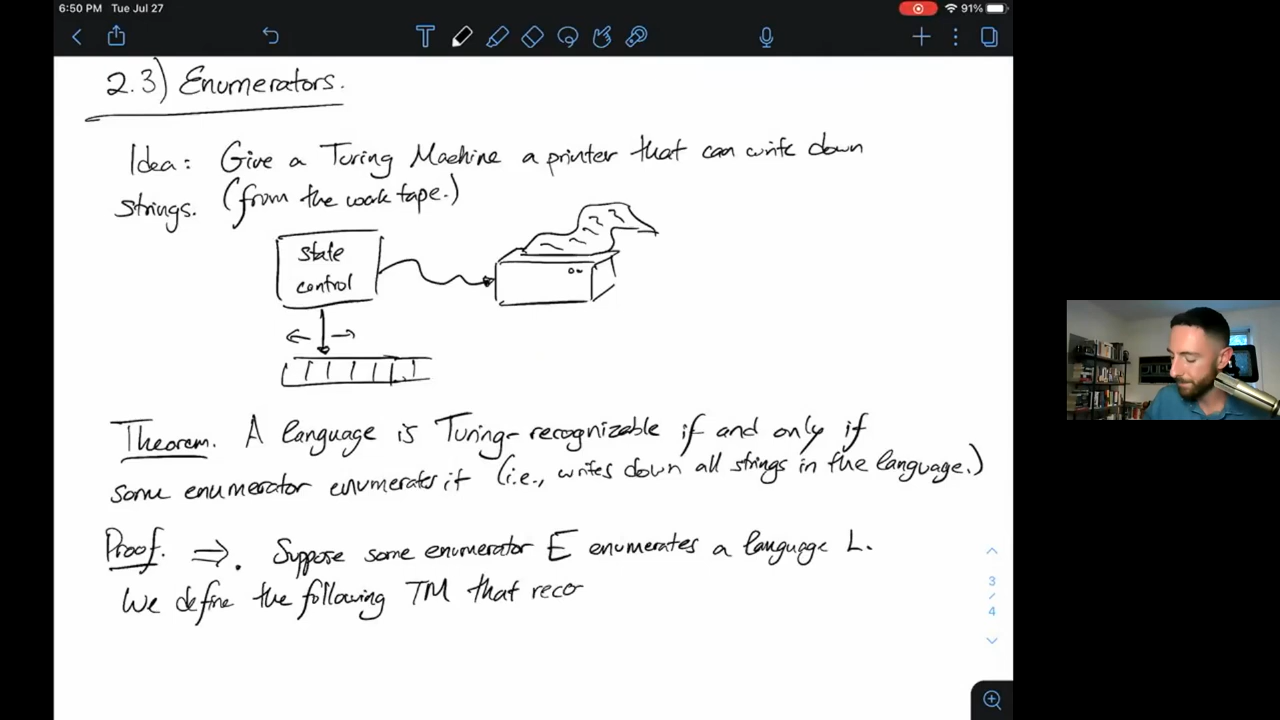 6:50 PM Tue Jul 27
91%
2.3) Enumerators.
Idea: Give a Turing Machine a printer that can write down
strings. (from the work tape.)
state
control
Theorem. A language is Turing-recognizable if and only if
some enumerator enumerates it (i.e., writes down all strings in the language.)
Proof. ⇒. Suppose some enumerator E enumerates a language L.
We define the following TM that reco
3
/
4